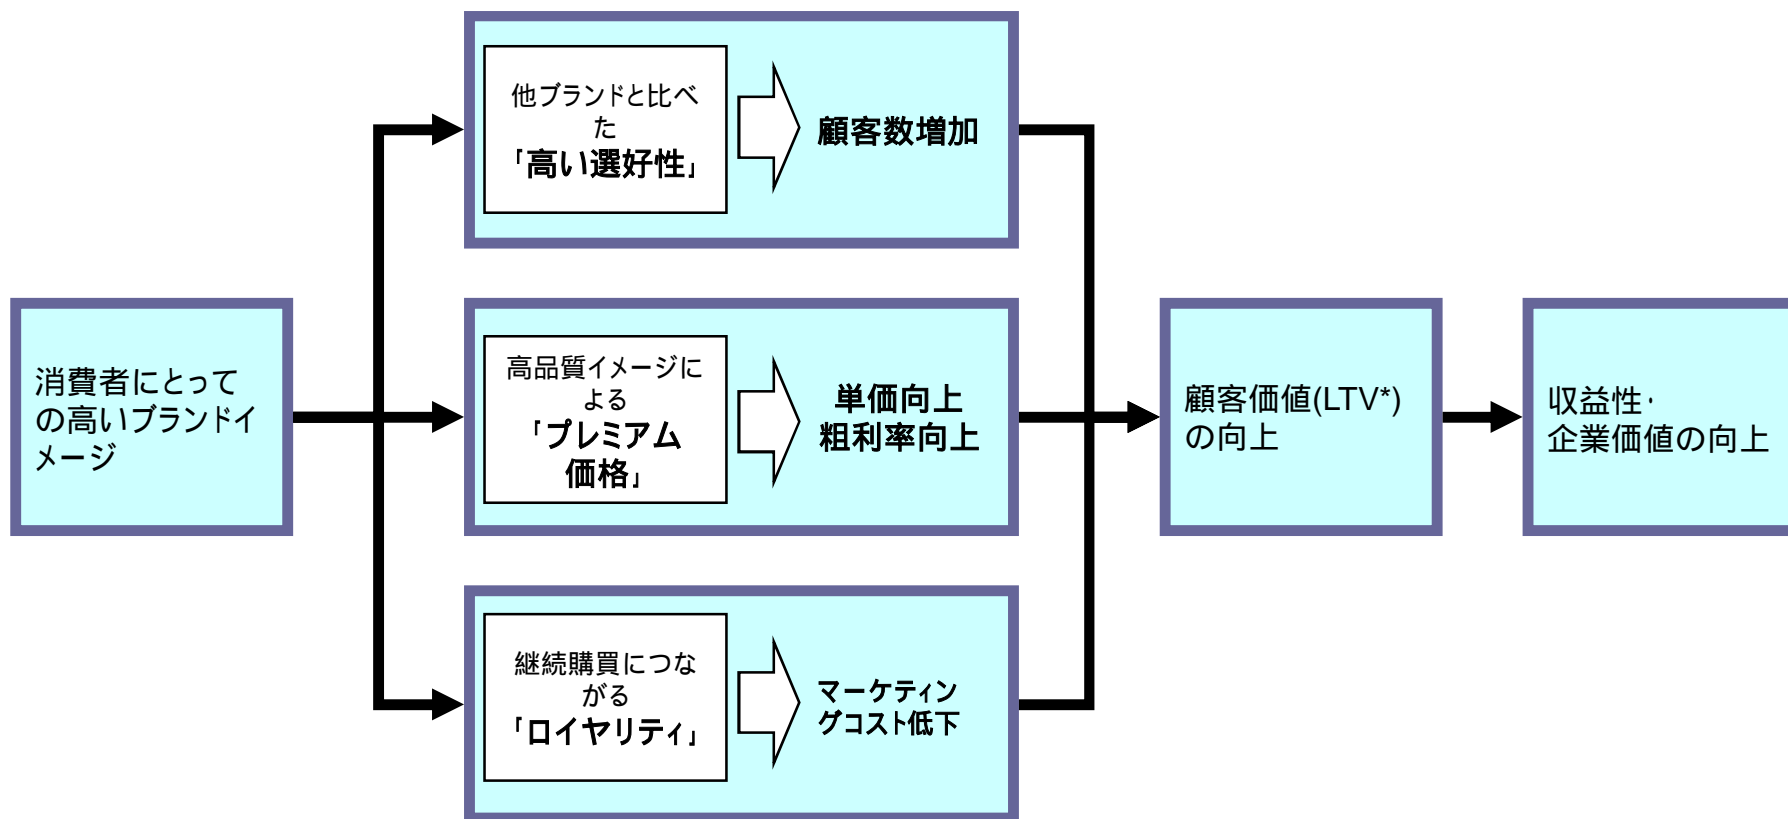 他ブランドと比べ
た
「高い選好性」
顧客数増加
消費者にとって
の高いブランドイ
メージ
高品質イメージに
よる
「プレミアム
価格」
単価向上
粗利率向上
顧客価値(LTV*)
の向上
収益性・
企業価値の向上
継続購買につな
がる
「ロイヤリティ」
マーケティン
グコスト低下